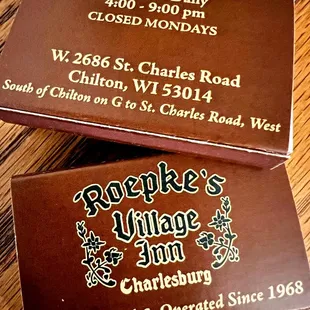 Daily
4:00 - 9:00 pm
CLOSED MONDAYS
W. 2686 St. Charles Road
Chilton, WI 53014
South of Chilton on G to St. Charles Road, West
Roepke's
Village
Inn
Charlesburg
Operated Since 1968